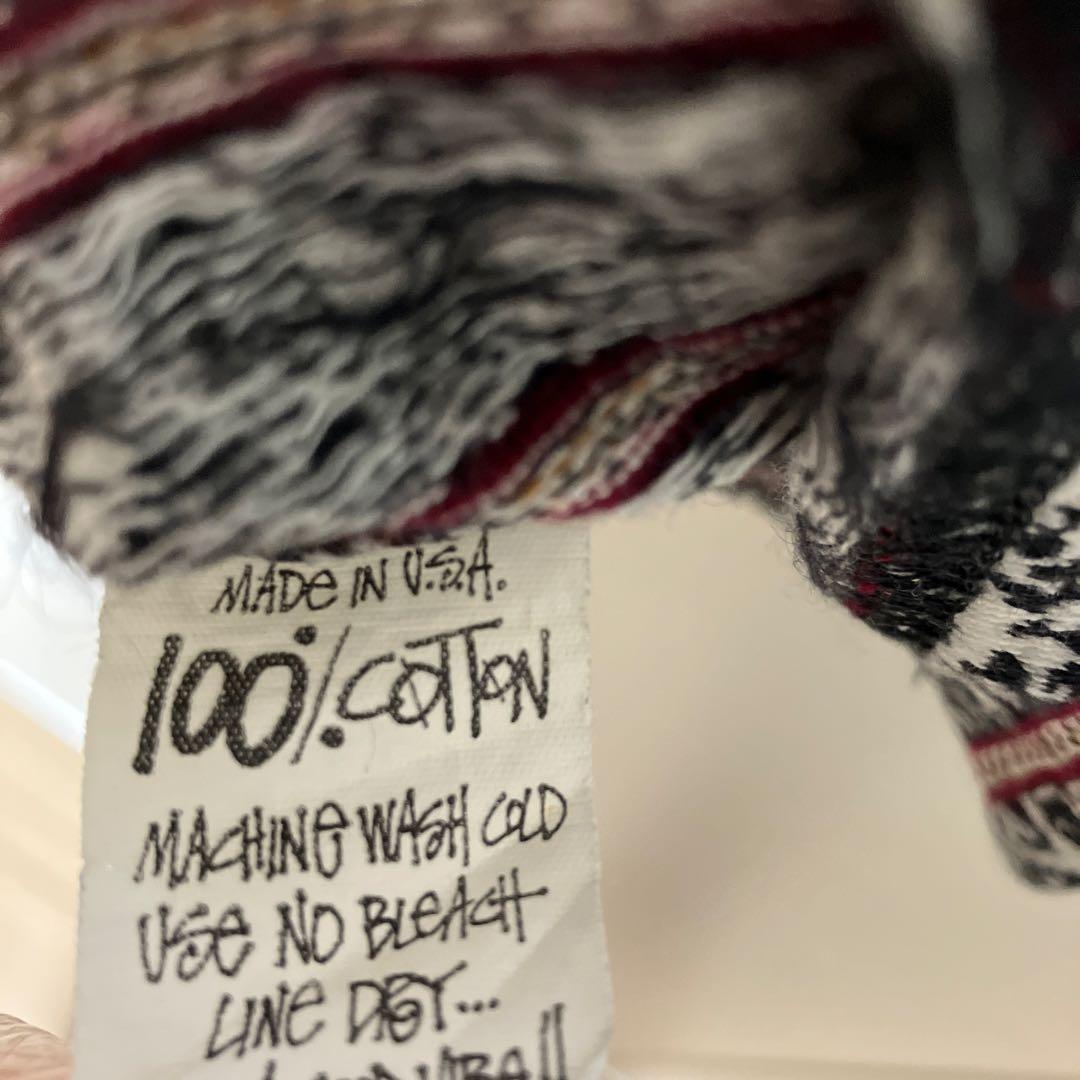 MADE IN U.S.A.
100% COTTON
MACHINE WASH COLD
USE NO BLEACH
LINE DRY...